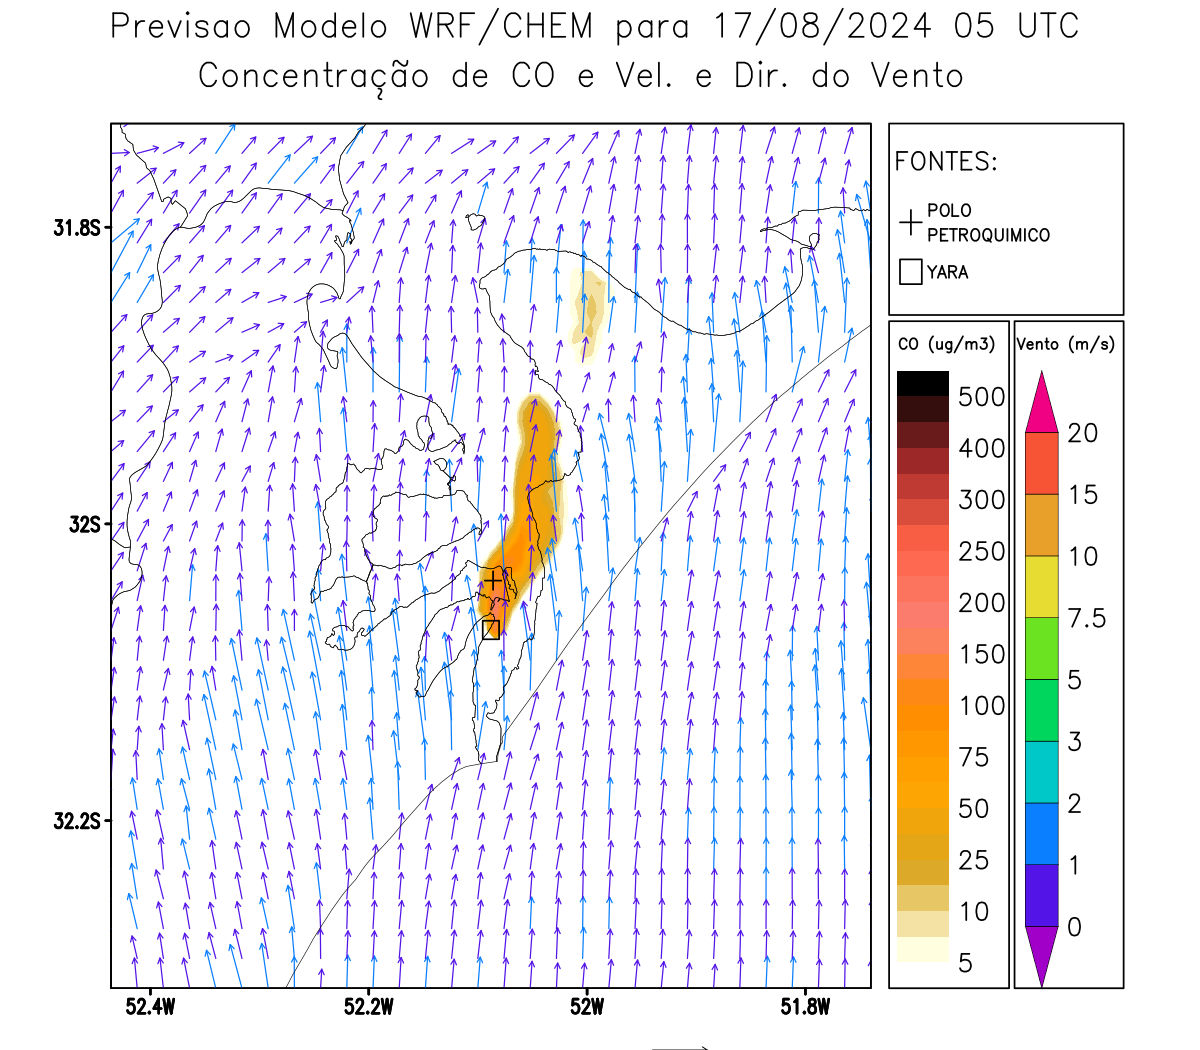 Previsao Modelo WRF/CHEM para 17/08/2024 05 UTC
Concentração de CO e Vel. e Dir. do Vento
FONTES:
POLO
PETROQUIMICO
YARA
31.8S
32S
32.2S
52.4W
52.2W
52W
51.8W
CO (ug/m3)
500
400
300
250
200
150
100
75
50
25
10
5
Vento (m/s)
20
15
10
7.5
5
3
2
1
0